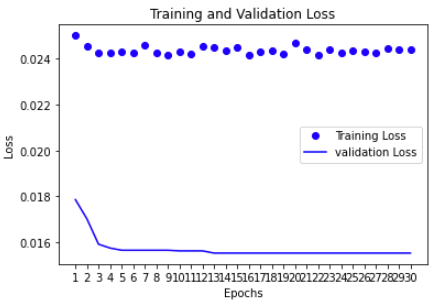 Training and Validation Loss
0.024
0.022
0.020
0.018
0.016
Loss
Training Loss
validation Loss
1 2 3 4 5 6 7 8 9 10 11 12 13 14 15 16 17 18 19 20 21 22 23 24 25 26 27 28 29 30
Epochs